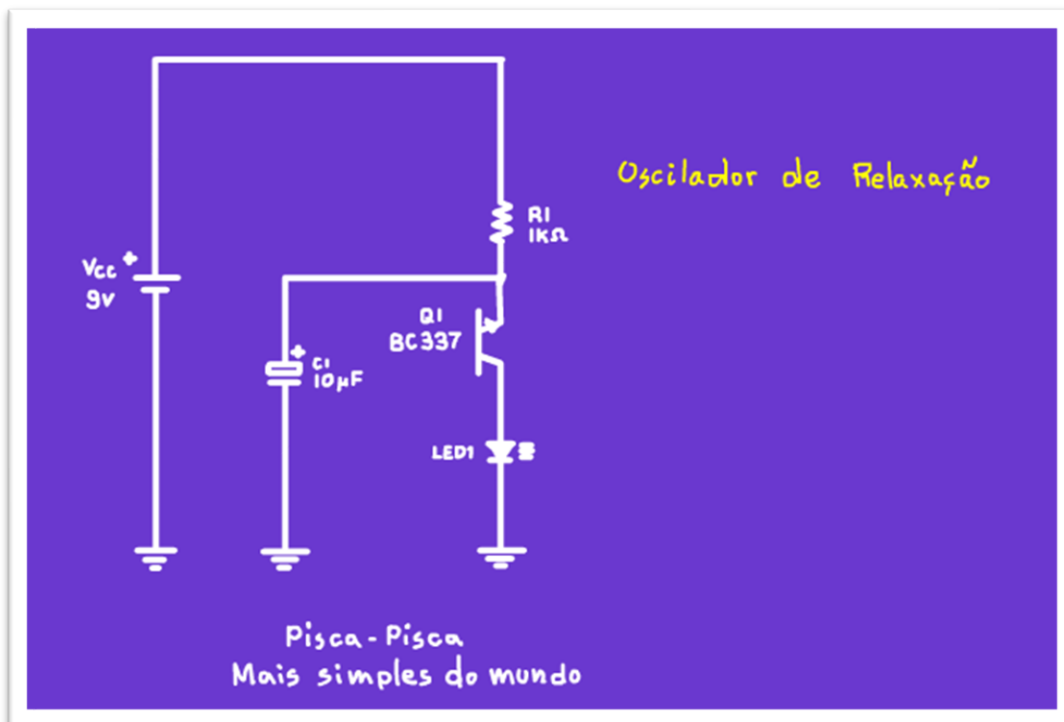 Oscilador de Relaxação
R1
1KΩ
Vcc +
9V
Q1
BC337
+
C1
10µF
LED1
Pisca-Pisca
Mais simples do mundo